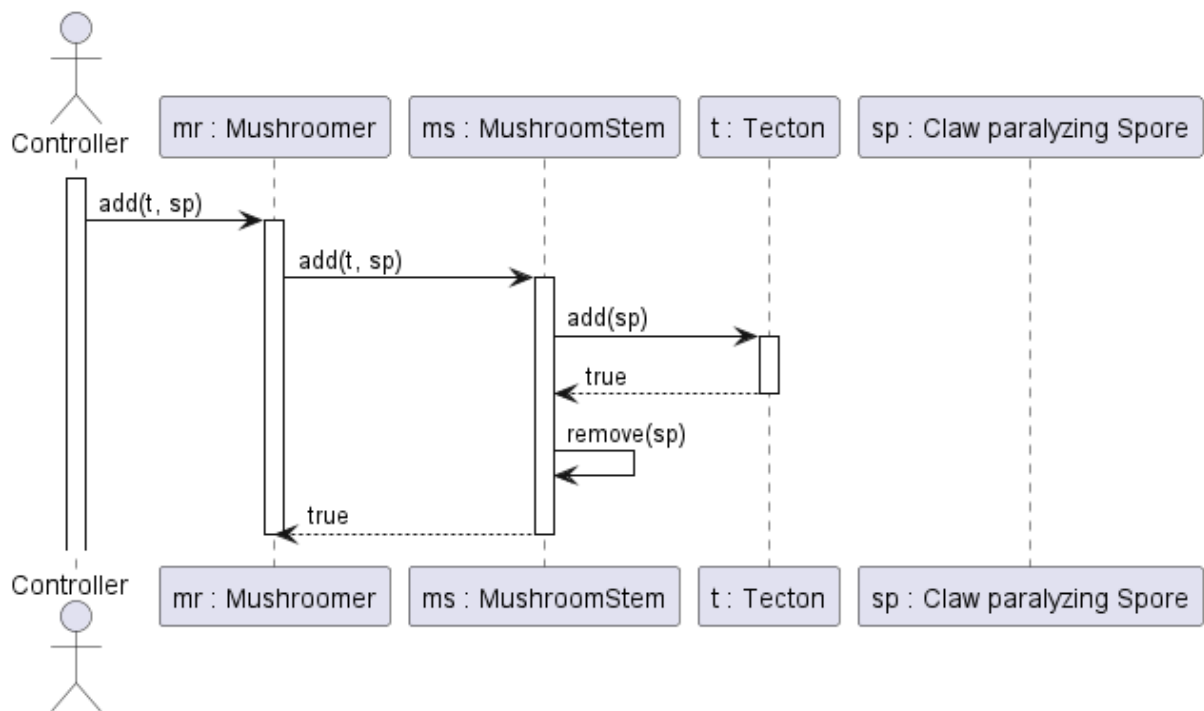 Controller
mr : Mushroomer
ms : MushroomStem
t : Tecton
sp : Claw paralyzing Spore
add(t, sp)
add(t, sp)
add(sp)
true
remove(sp)
true
Controller
mr : Mushroomer
ms : MushroomStem
t : Tecton
sp : Claw paralyzing Spore